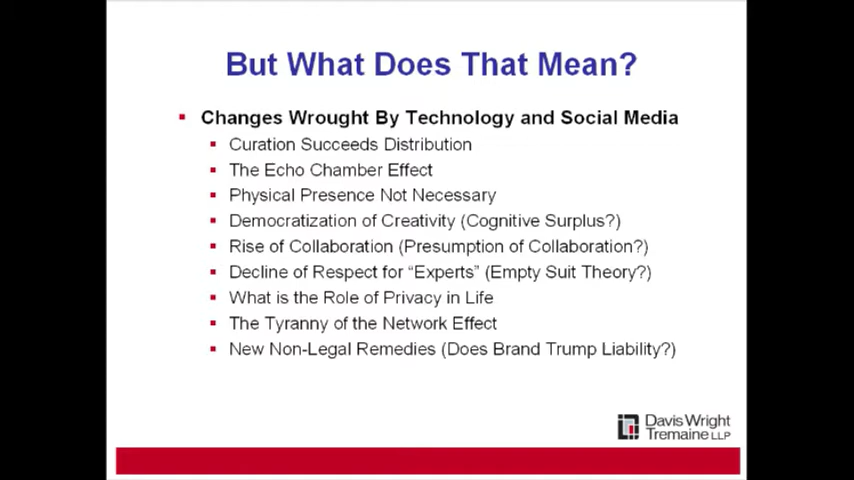 But What Does That Mean?
Changes Wrought By Technology and Social Media
Curation Succeeds Distribution
The Echo Chamber Effect
Physical Presence Not Necessary
Democratization of Creativity (Cognitive Surplus?)
Rise of Collaboration (Presumption of Collaboration?)
Decline of Respect for “Experts” (Empty Suit Theory?)
What is the Role of Privacy in Life
The Tyranny of the Network Effect
New Non-Legal Remedies (Does Brand Trump Liability?)
Davis Wright
Tremaine LLP